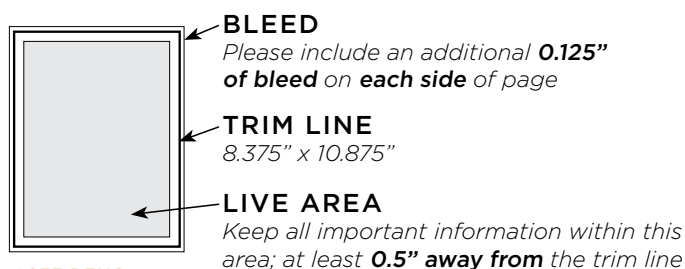 BLEED
Please include an additional 0.125”
of bleed on each side of page
TRIM LINE
8.375” x 10.875”
LIVE AREA
Keep all important information within this
area; at least 0.5” away from the trim line